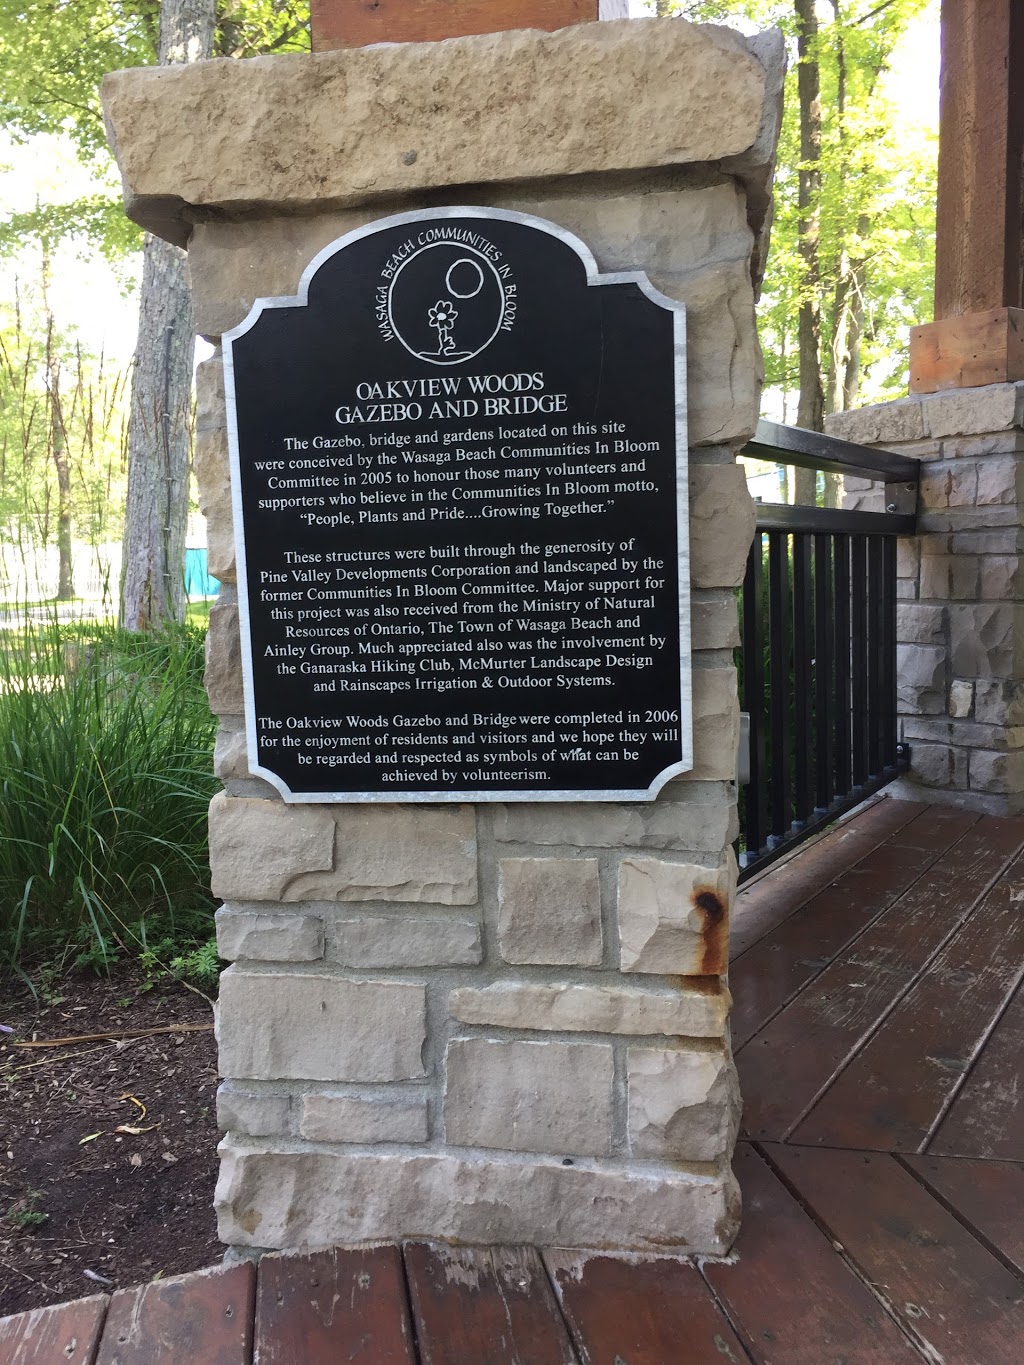 WASAGA BEACH COMMUNITIES IN BLOOM
OAKVIEW WOODS
GAZEBO AND BRIDGE
The Gazebo, bridge and gardens located on this site
were conceived by the Wasaga Beach Communities In Bloom
Committee in 2005 to honour those many volunteers and
supporters who believe in the Communities In Bloom motto,
“People, Plants and Pride....Growing Together.”
These structures were built through the generosity of
Pine Valley Developments Corporation and landscaped by the
former Communities In Bloom Committee. Major support for
this project was also received from the Ministry of Natural
Resources of Ontario, The Town of Wasaga Beach and
Ainley Group. Much appreciated also was the involvement by
the Ganaraska Hiking Club, McMurter Landscape Design
and Rainscapes Irrigation & Outdoor Systems.
The Oakview Woods Gazebo and Bridge were completed in 2006
for the enjoyment of residents and visitors and we hope they will
be regarded and respected as symbols of what can be
achieved by volunteerism.